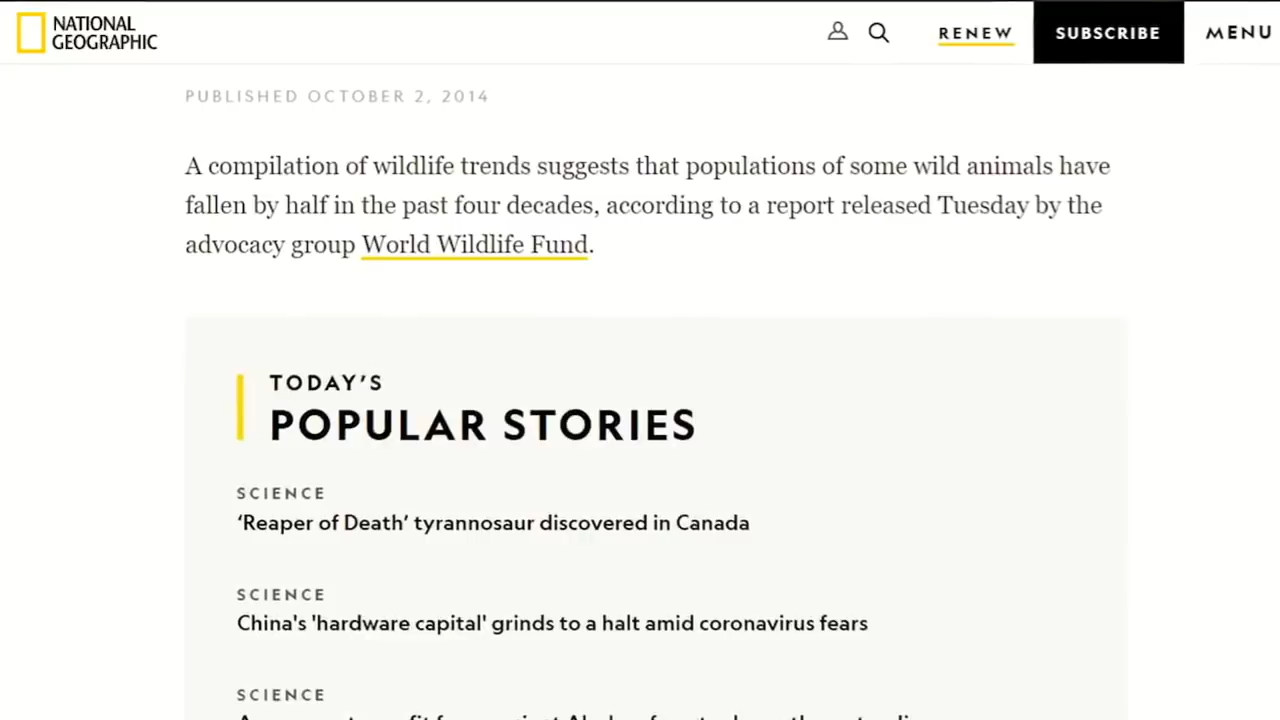 NATIONAL
GEOGRAPHIC
RENEW
SUBSCRIBE
MENU
PUBLISHED OCTOBER 2, 2014
A compilation of wildlife trends suggests that populations of some wild animals have
fallen by half in the past four decades, according to a report released Tuesday by the
advocacy group World Wildlife Fund.
TODAY'S
POPULAR STORIES
SCIENCE
‘Reaper of Death’ tyrannosaur discovered in Canada
SCIENCE
China's 'hardware capital' grinds to a halt amid coronavirus fears
SCIENCE